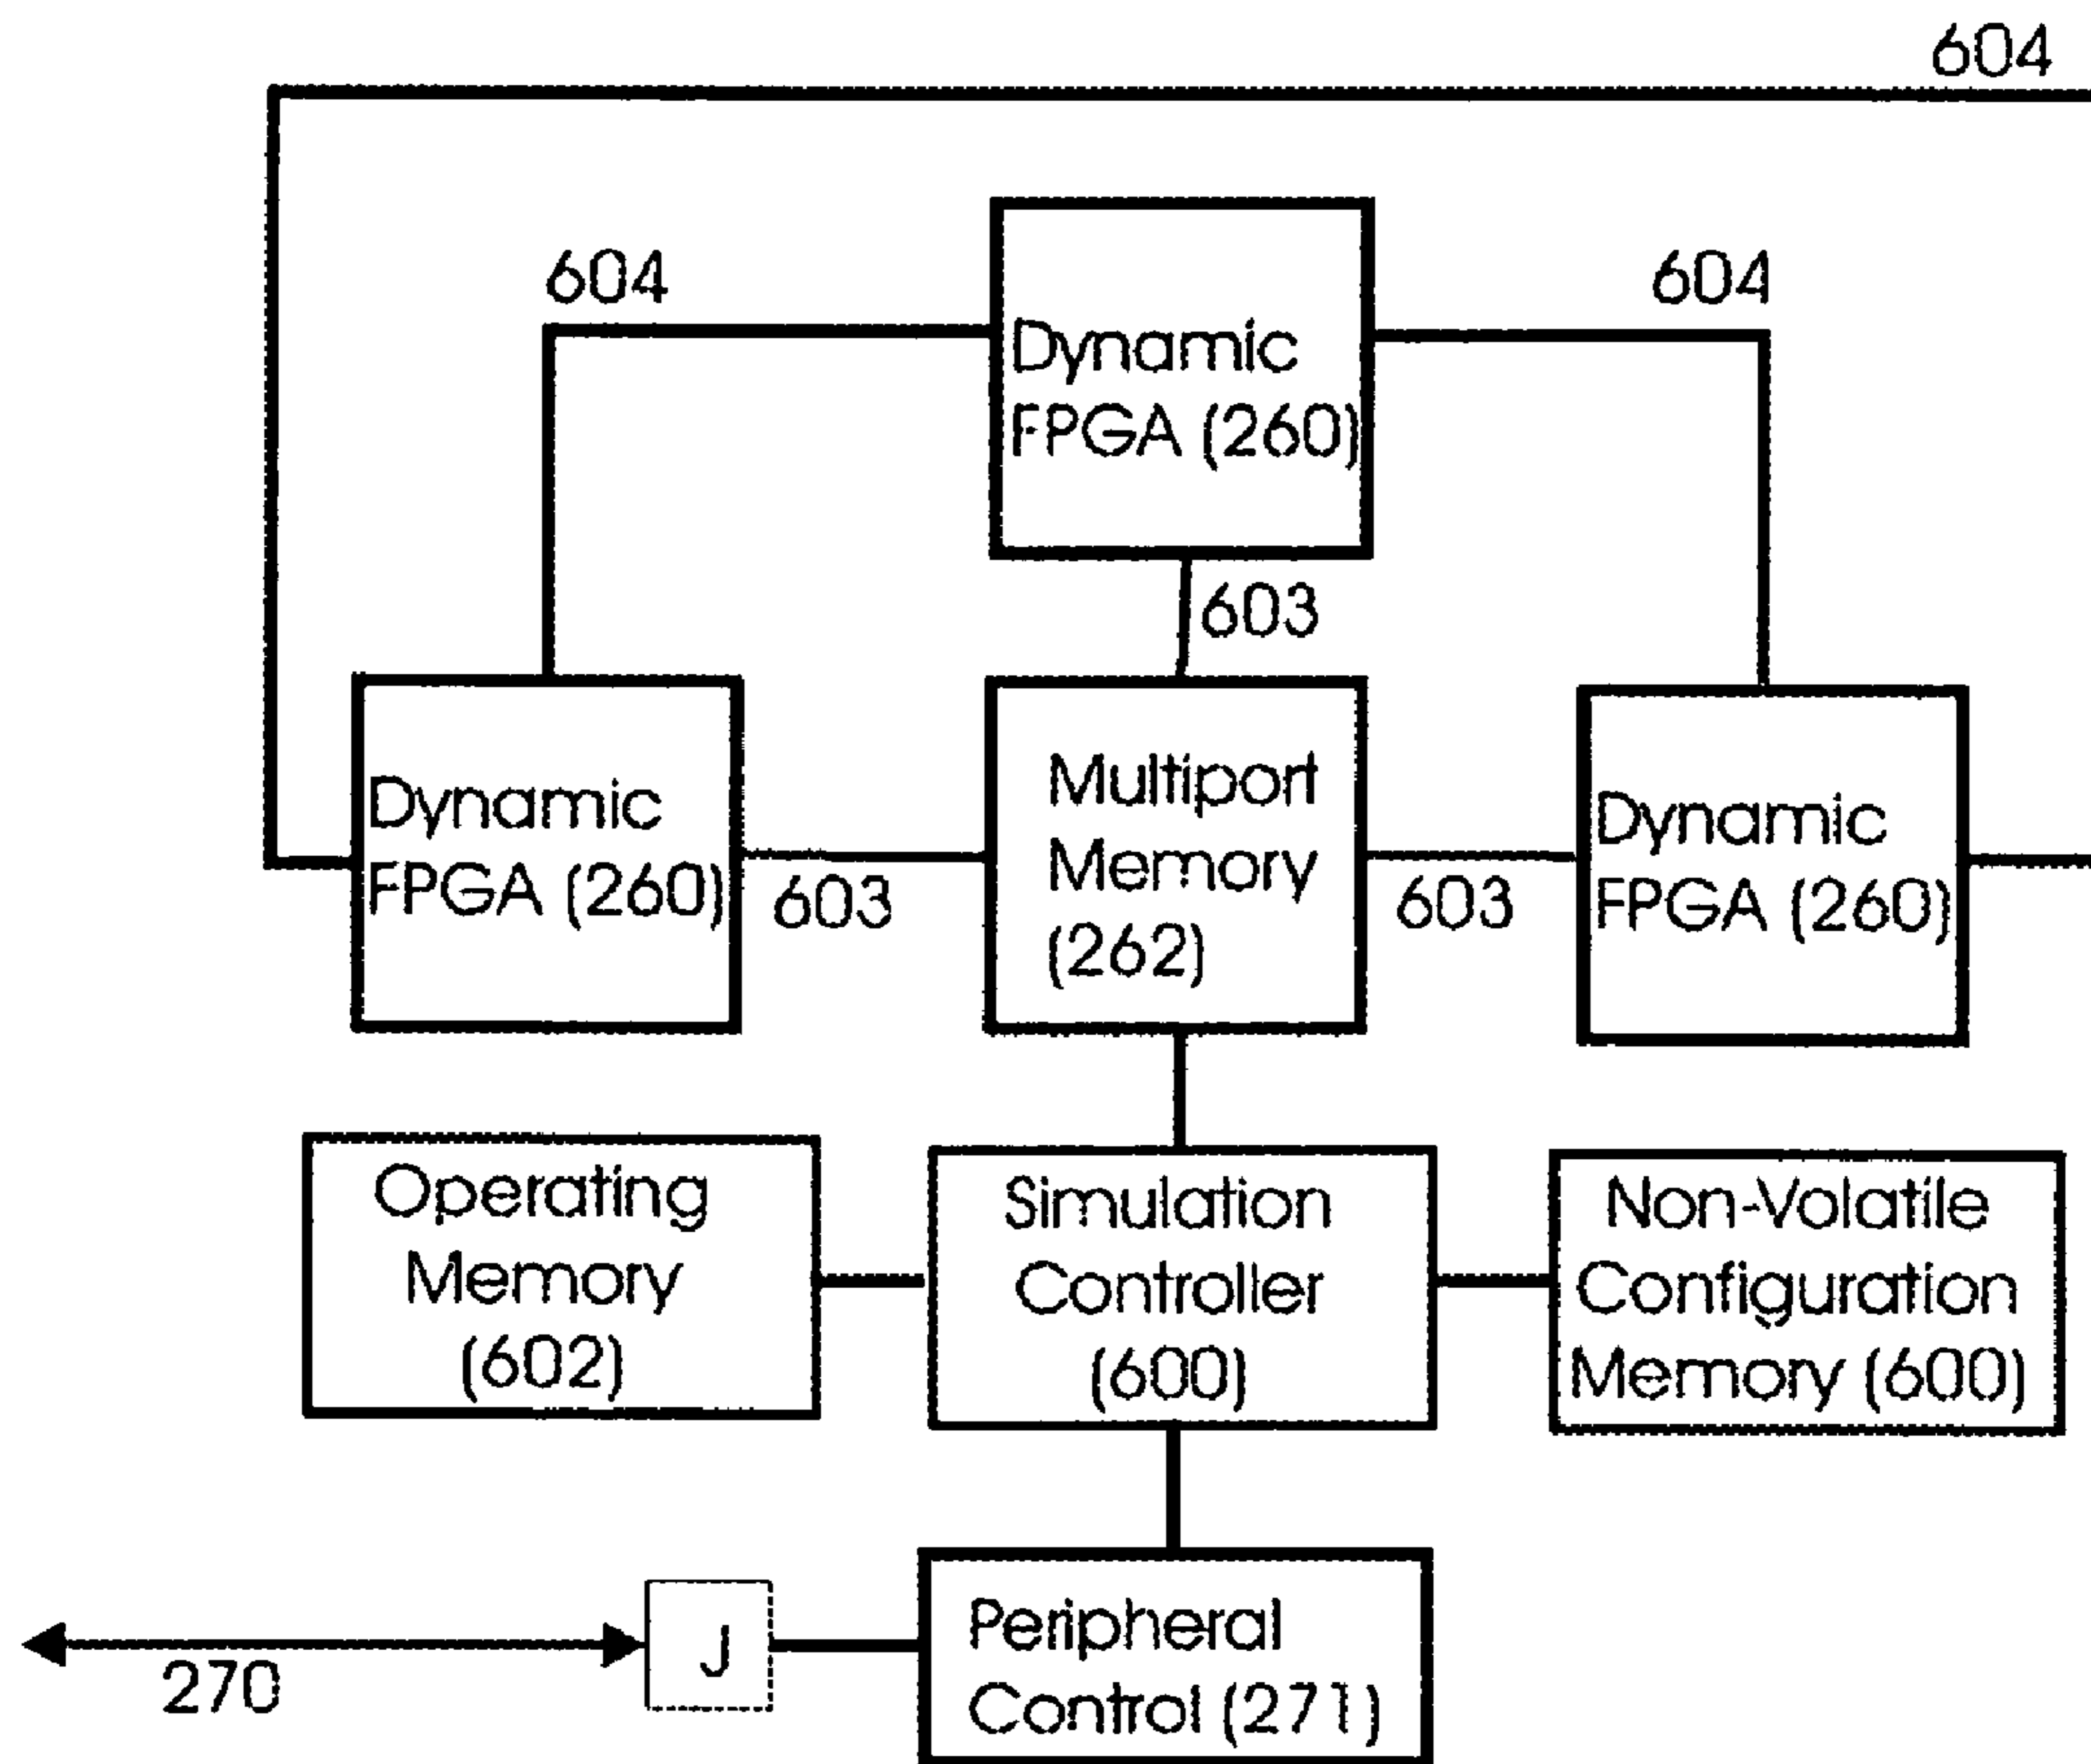 604
604
604
Dynamic
FPGA (260)
603
Dynamic
FPGA (260)
603
Multiport
Memory
(262)
603
Dynamic
FPGA (260)
Operating
Memory
(602)
Simulation
Controller
(600)
Non-Volatile
Configuration
Memory (600)
270
J
Peripheral
Control (271)